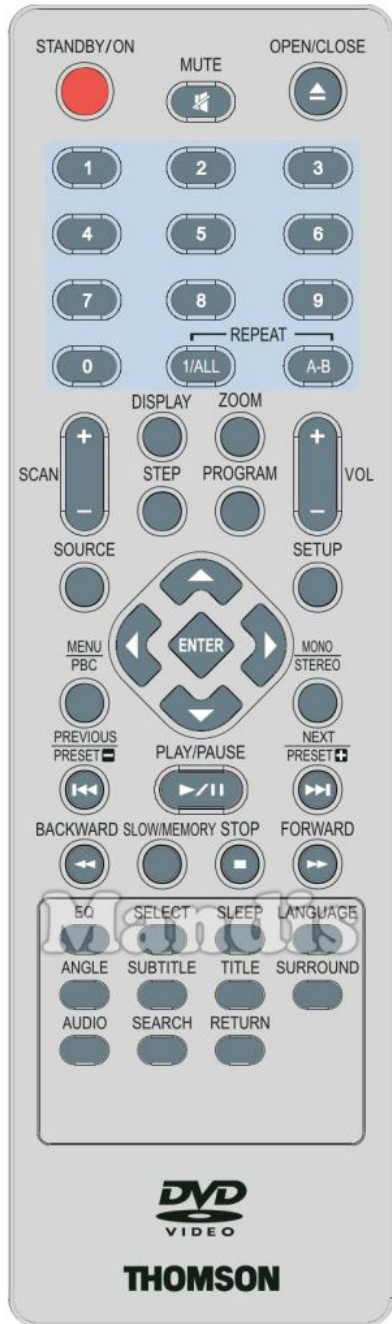 STANDBY/ON OPEN/CLOSE
MUTE
1 2 3
4 5 6
7 8 9
REPEAT
0 1/ALL A-B
DISPLAY ZOOM
+ +
SCAN STEP PROGRAM VOL
- -
SOURCE SETUP
MENU MONO
PBC ENTER STEREO
PREVIOUS NEXT
PRESET - PLAY/PAUSE PRESET +
BACKWARD SLOW/MEMORY STOP FORWARD
EQ SELECT SLEEP LANGUAGE
Mandis
ANGLE SUBTITLE TITLE SURROUND
AUDIO SEARCH RETURN
DVD
VIDEO
THOMSON